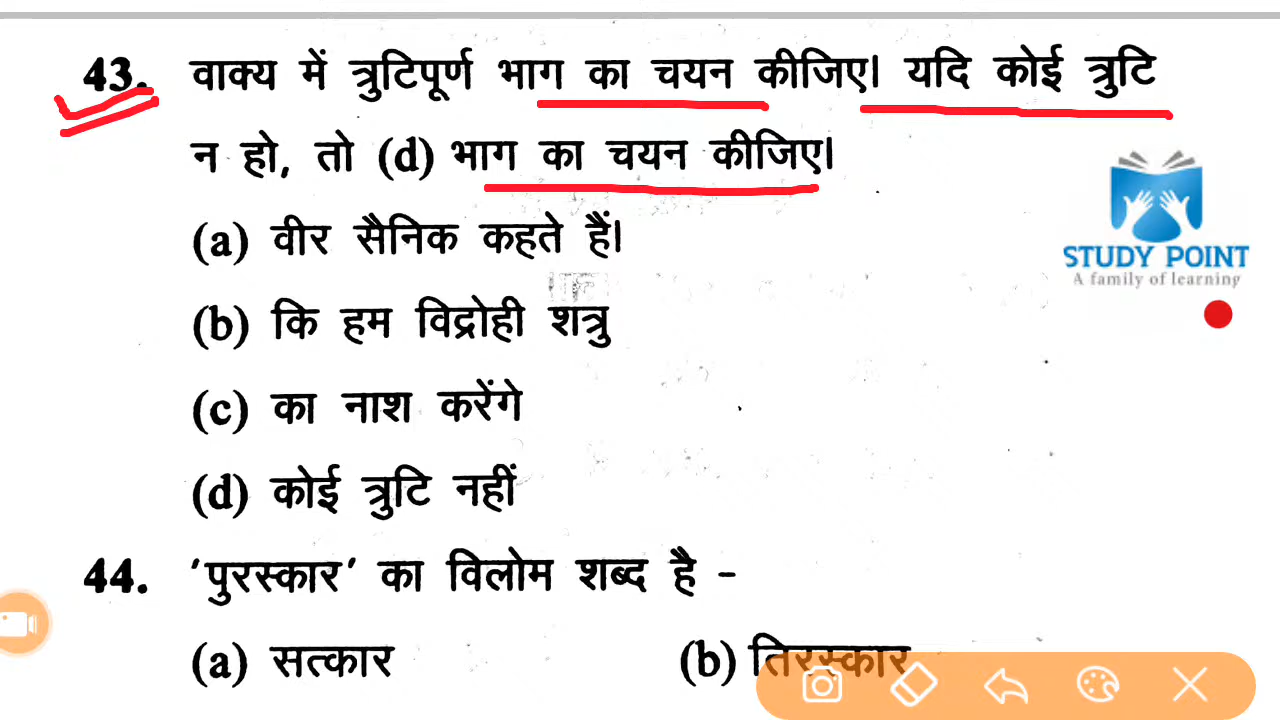 43. वाक्य में त्रुटिपूर्ण भाग का चयन कीजिए। यदि कोई त्रुटि
न हो, तो (d) भाग का चयन कीजिए।
(a) वीर सैनिक कहते हैं।
(b) कि हम विद्रोही शत्रु
(c) का नाश करेंगे
(d) कोई त्रुटि नहीं
STUDY POINT
A family of learning
44. 'पुरस्कार' का विलोम शब्द है -
(a) सत्कार (b) तिरस्कार